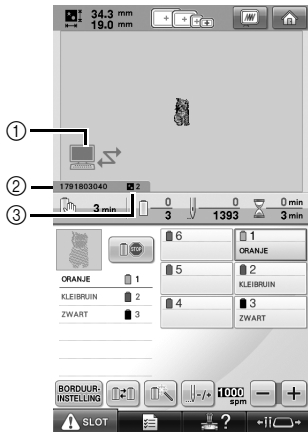 34.3 mm
19.0 mm
①
②
③
1791803040 2
3 min
0
3
0
1393
0 min
3 min
STOP
ORANJE 1
KLEIBRUIN 2
ZWART 3
6
1
ORANJE
5
2
KLEIBRUIN
4
3
ZWART
BORDUUR-
INSTELLING
-/+
1000
spm
− +
SLOT
?